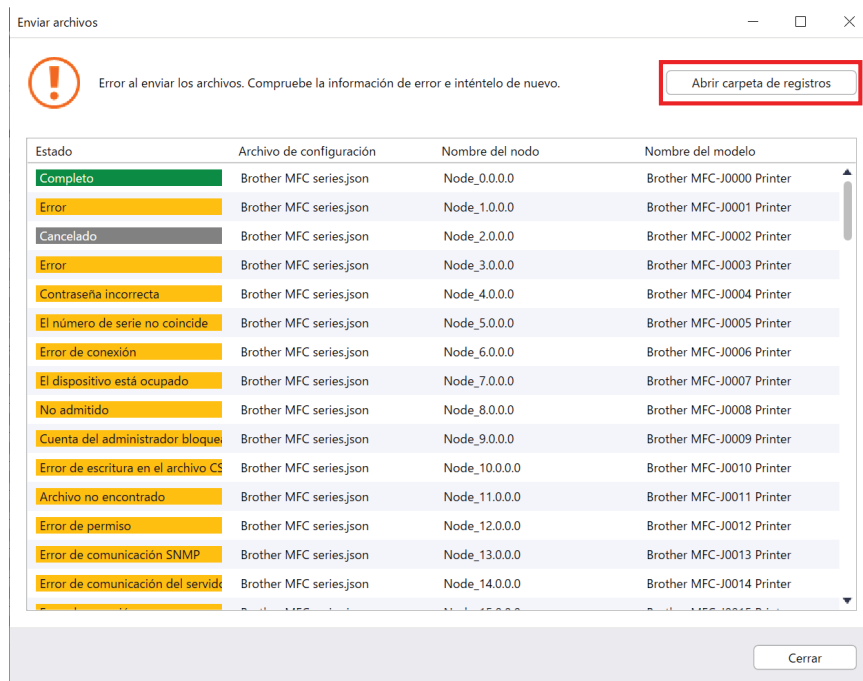 Enviar archivos
Error al enviar los archivos. Compruebe la información de error e inténtelo de nuevo.
Abrir carpeta de registros
Estado Archivo de configuración Nombre del nodo Nombre del modelo
Completo Brother MFC series.json Node_0.0.0.0 Brother MFC-J0000 Printer
Error Brother MFC series.json Node_1.0.0.0 Brother MFC-J0001 Printer
Cancelado Brother MFC series.json Node_2.0.0.0 Brother MFC-J0002 Printer
Error Brother MFC series.json Node_3.0.0.0 Brother MFC-J0003 Printer
Contraseña incorrecta Brother MFC series.json Node_4.0.0.0 Brother MFC-J0004 Printer
El número de serie no coincide Brother MFC series.json Node_5.0.0.0 Brother MFC-J0005 Printer
Error de conexión Brother MFC series.json Node_6.0.0.0 Brother MFC-J0006 Printer
El dispositivo está ocupado Brother MFC series.json Node_7.0.0.0 Brother MFC-J0007 Printer
No admitido Brother MFC series.json Node_8.0.0.0 Brother MFC-J0008 Printer
Cuenta del administrador bloquea Brother MFC series.json Node_9.0.0.0 Brother MFC-J0009 Printer
Error de escritura en el archivo CS Brother MFC series.json Node_10.0.0.0 Brother MFC-J0010 Printer
Archivo no encontrado Brother MFC series.json Node_11.0.0.0 Brother MFC-J0011 Printer
Error de permiso Brother MFC series.json Node_12.0.0.0 Brother MFC-J0012 Printer
Error de comunicación SNMP Brother MFC series.json Node_13.0.0.0 Brother MFC-J0013 Printer
Error de comunicación del servido Brother MFC series.json Node_14.0.0.0 Brother MFC-J0014 Printer
Cerrar